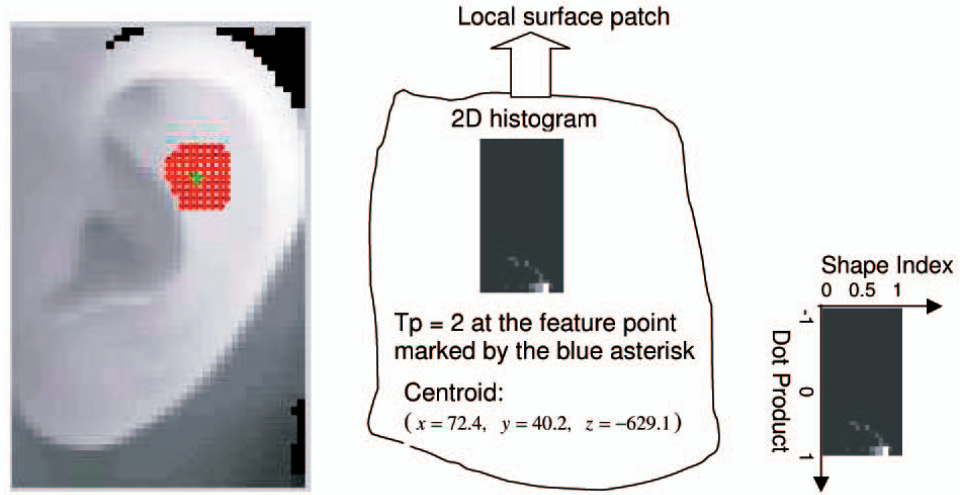 Local surface patch
2D histogram
Tp = 2 at the feature point
marked by the blue asterisk
Centroid:
( x = 72.4, y = 40.2, z = −629.1 )
Shape Index
0 0.5 1
-1
0
1
Dot Product